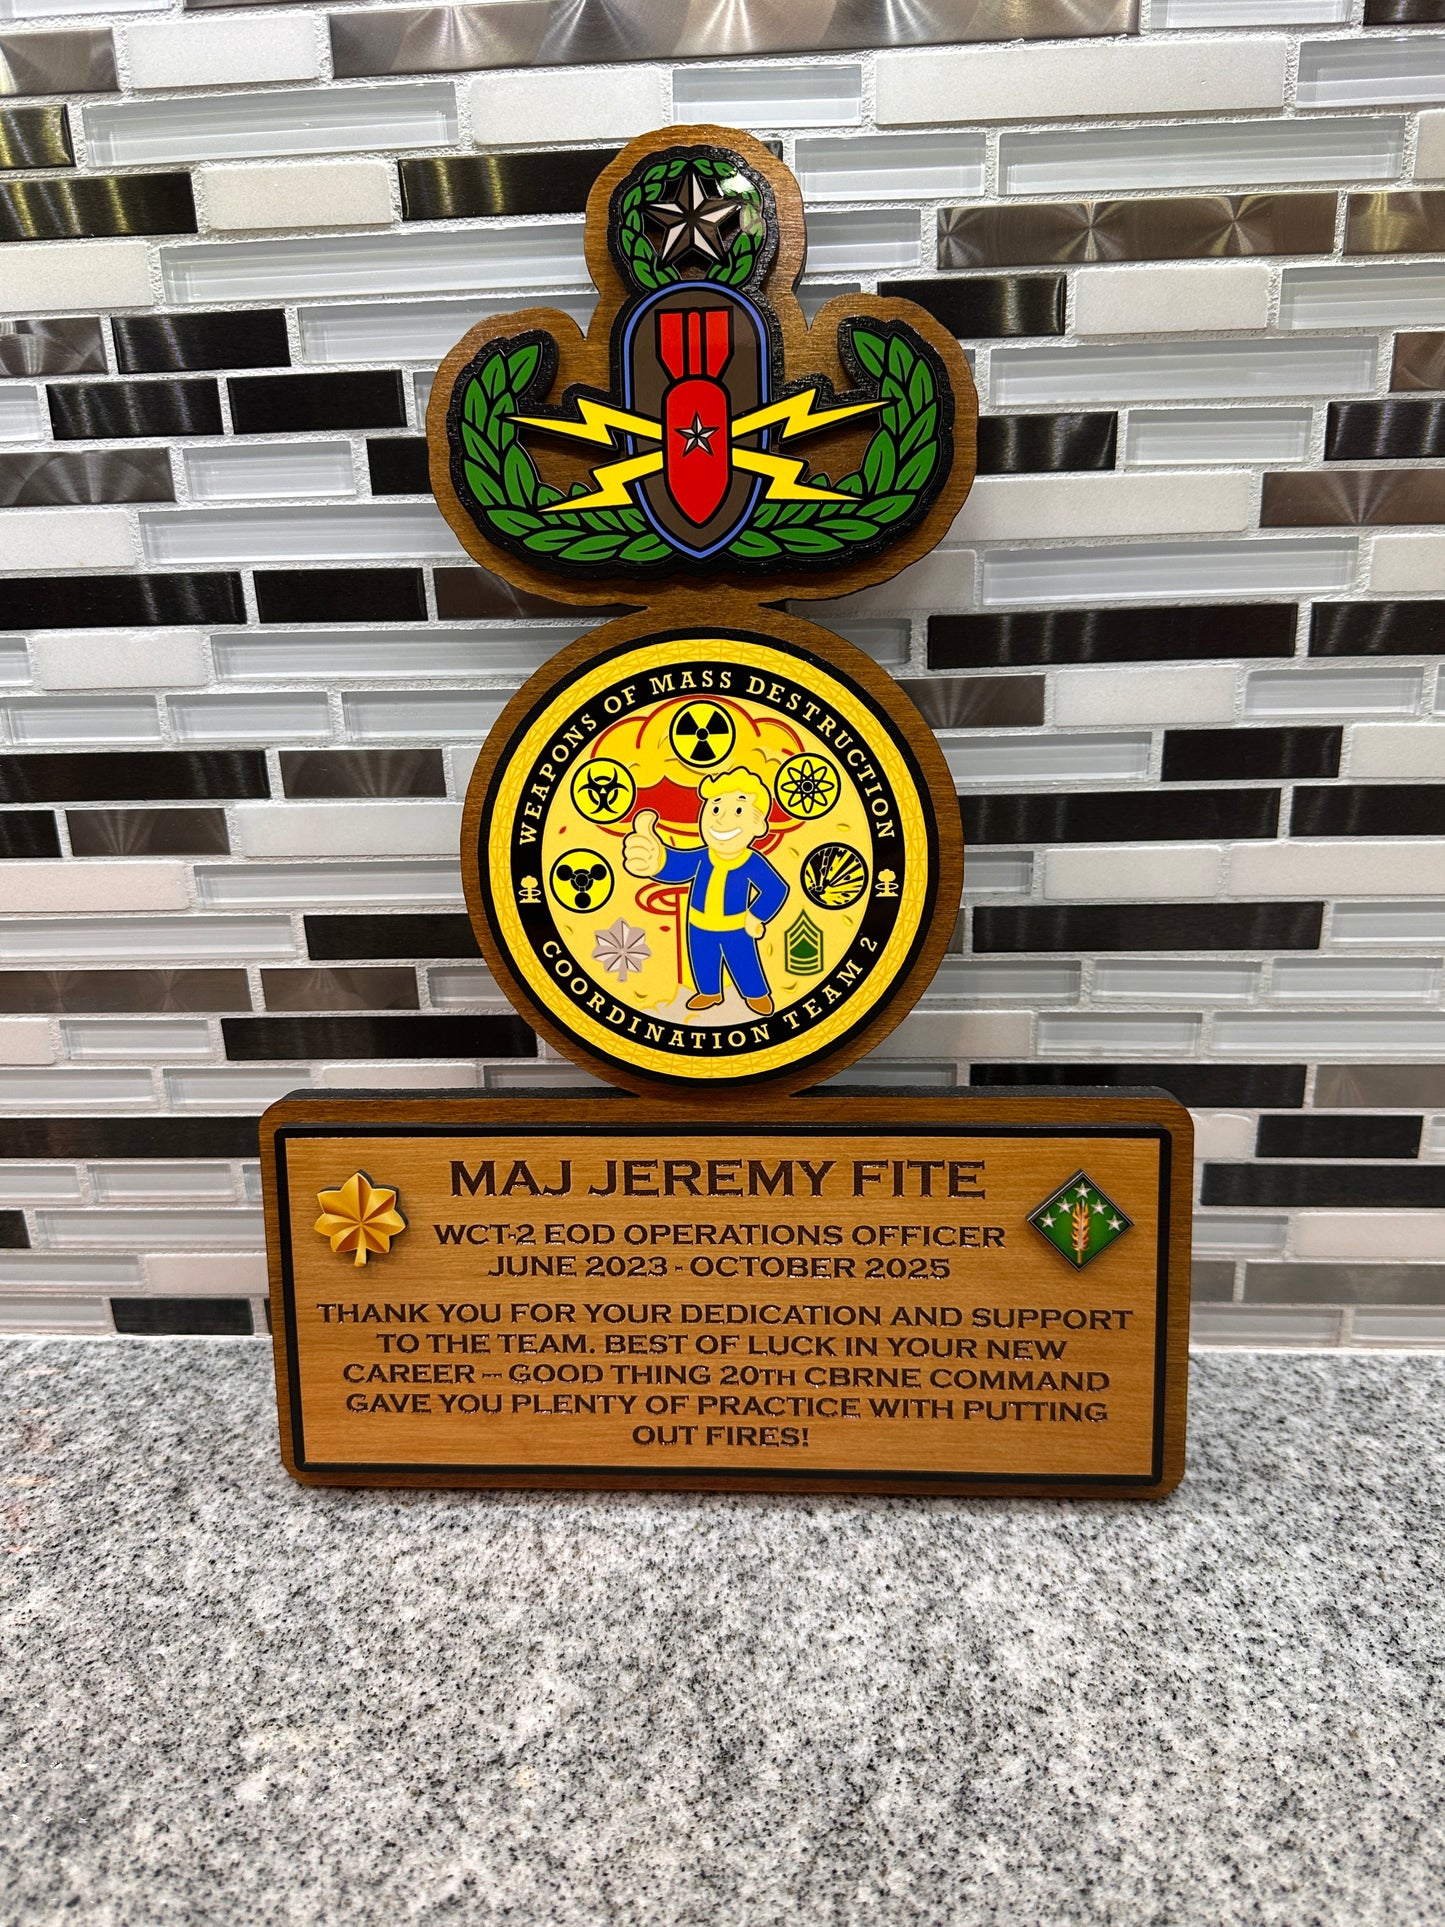 WEAPONS OF MASS DESTRUCTION
COORDINATION TEAM 2
MAJ JEREMY FITE
WCT-2 EOD OPERATIONS OFFICER
JUNE 2023 - OCTOBER 2025
THANK YOU FOR YOUR DEDICATION AND SUPPORT
TO THE TEAM. BEST OF LUCK IN YOUR NEW
CAREER – GOOD THING 20TH CBRNE COMMAND
GAVE YOU PLENTY OF PRACTICE WITH PUTTING
OUT FIRES!